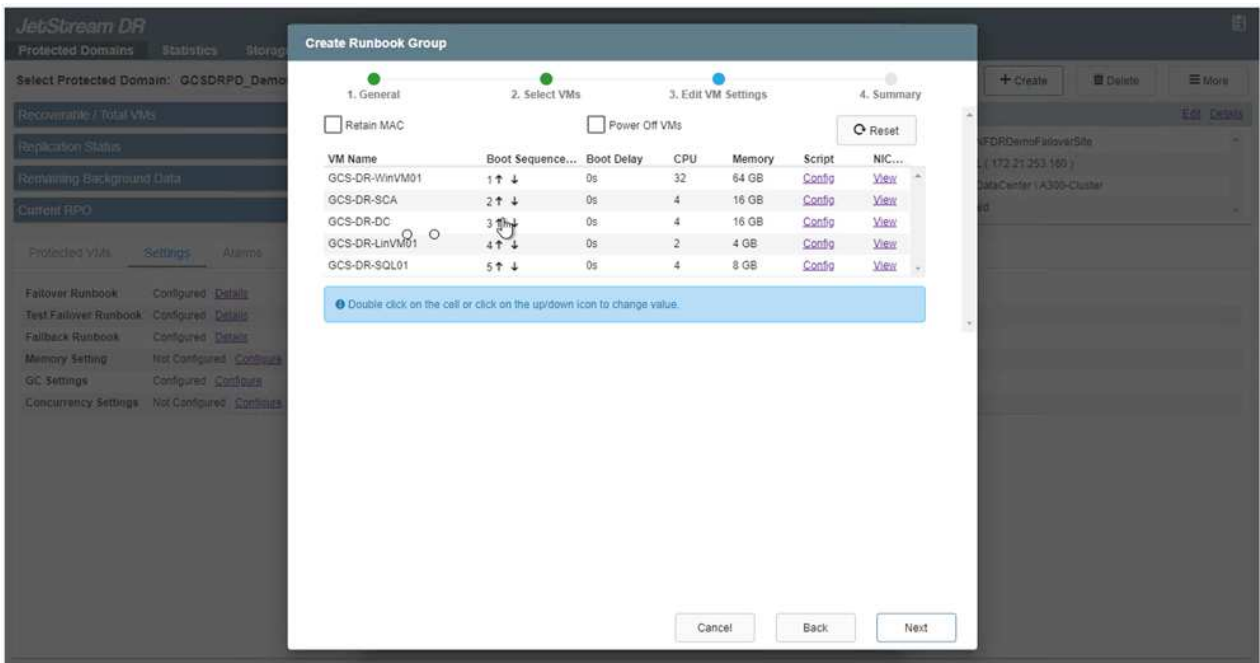 JetStream DR
Protected Domains Statistics Storag
Select Protected Domain: GCSDRPD_Demo
+ Create Delete More
Recoverable / Total VMs
Edit Details
Replication Status
Remaining Background Data
Current RPO
( 172.21.253.160 )
DataCenter | A300-Cluster
Protected VMs Settings Alarms
Failover Runbook Configured Details
Test Failover Runbook Configured Details
Failback Runbook Configured Details
Memory Setting Not Configured Configure
GC Settings Configured Configure
Concurrency Settings Not Configured Configure
Create Runbook Group
1. General 2. Select VMs 3. Edit VM Settings 4. Summary
Retain MAC Power Off VMs Reset
VM Name Boot Sequence... Boot Delay CPU Memory Script NIC...
GCS-DR-WinVM01 1 0s 32 64 GB Config View
GCS-DR-SCA 2 0s 4 16 GB Config View
GCS-DR-DC 3 0s 4 16 GB Config View
GCS-DR-LinVM01 4 0s 2 4 GB Config View
GCS-DR-SQL01 5 0s 4 8 GB Config View
Double click on the cell or click on the up/down icon to change value.
Cancel Back Next